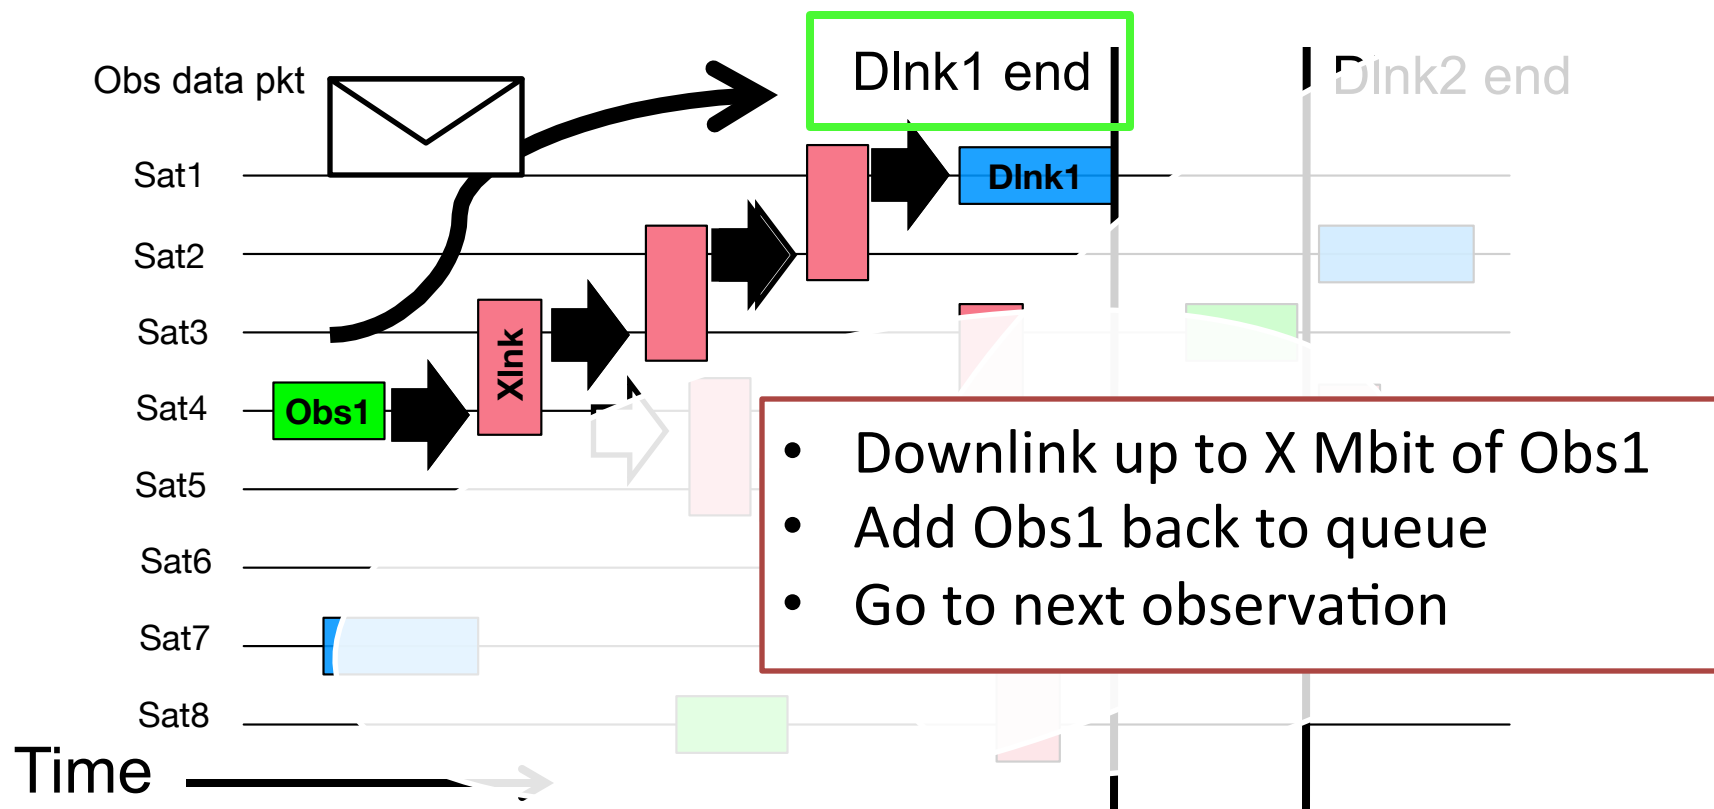 Obs data pkt
Dlnk1 end
Dlnk2 end
Sat1
Dlnk1
Sat2
Sat3
Xlnk
Sat4
Obs1
Sat5
Sat6
Sat7
Sat8
• Downlink up to X Mbit of Obs1
• Add Obs1 back to queue
• Go to next observation
Time